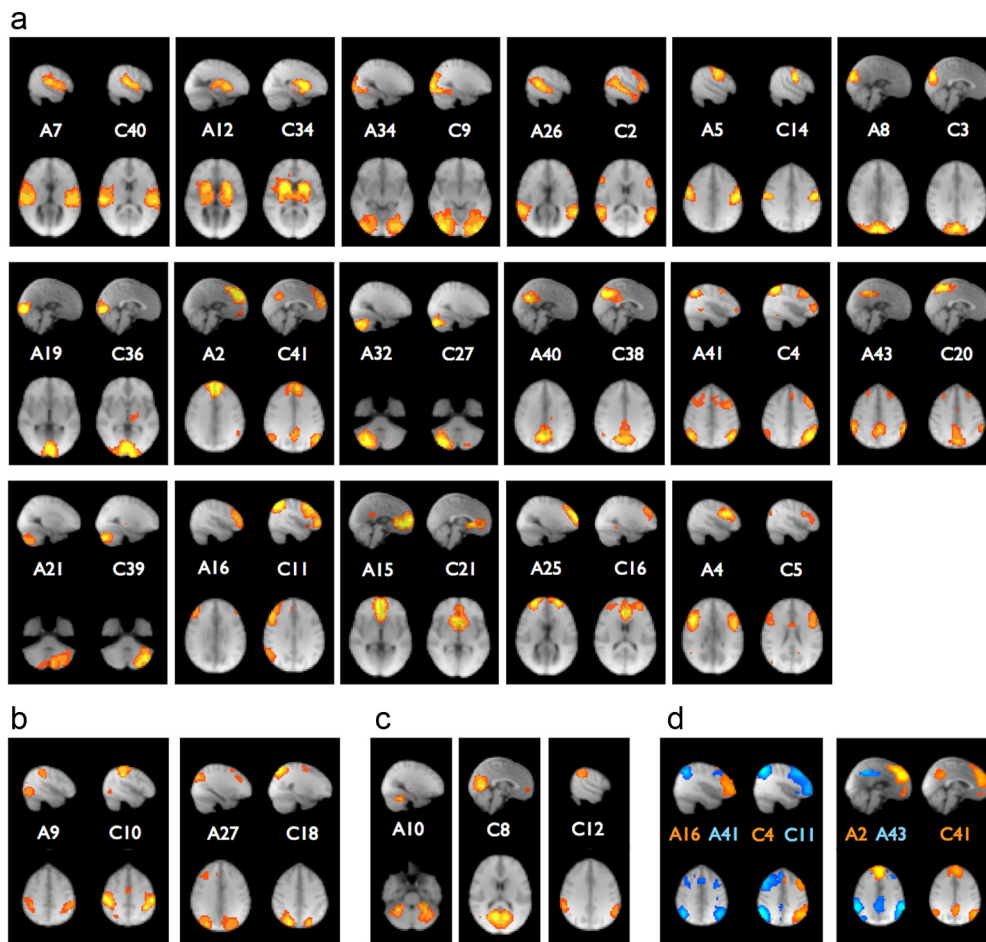 a
A7 C40 A12 C34 A34 C9 A26 C2 A5 C14 A8 C3
A19 C36 A2 C41 A32 C27 A40 C38 A41 C4 A43 C20
A21 C39 A16 C11 A15 C21 A25 C16 A4 C5
b c d
A9 C10 A27 C18 A10 C8 C12 A16 A41 C4 C11 A2 A43 C41